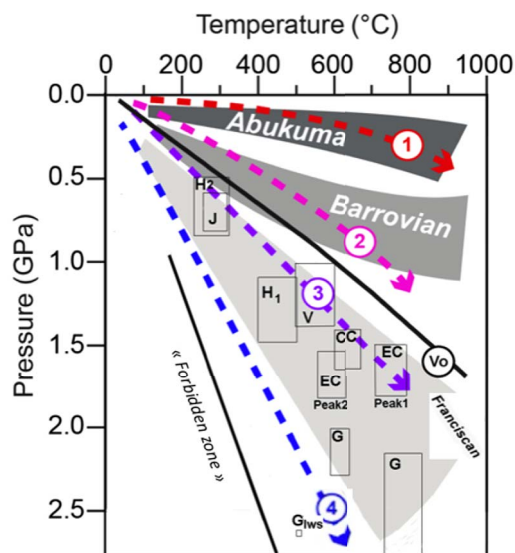 Temperature (°C)
0 200 400 600 800 1000
Pressure (GPa)
0.0
0.5
1.0
1.5
2.0
2.5
Abukuma
1
Barrovian
2
H2
J
3
H1
V
CC
EC
Vo
EC
Peak2
Peak1
Franciscan
G
G
« Forbidden zone »
4
Glws